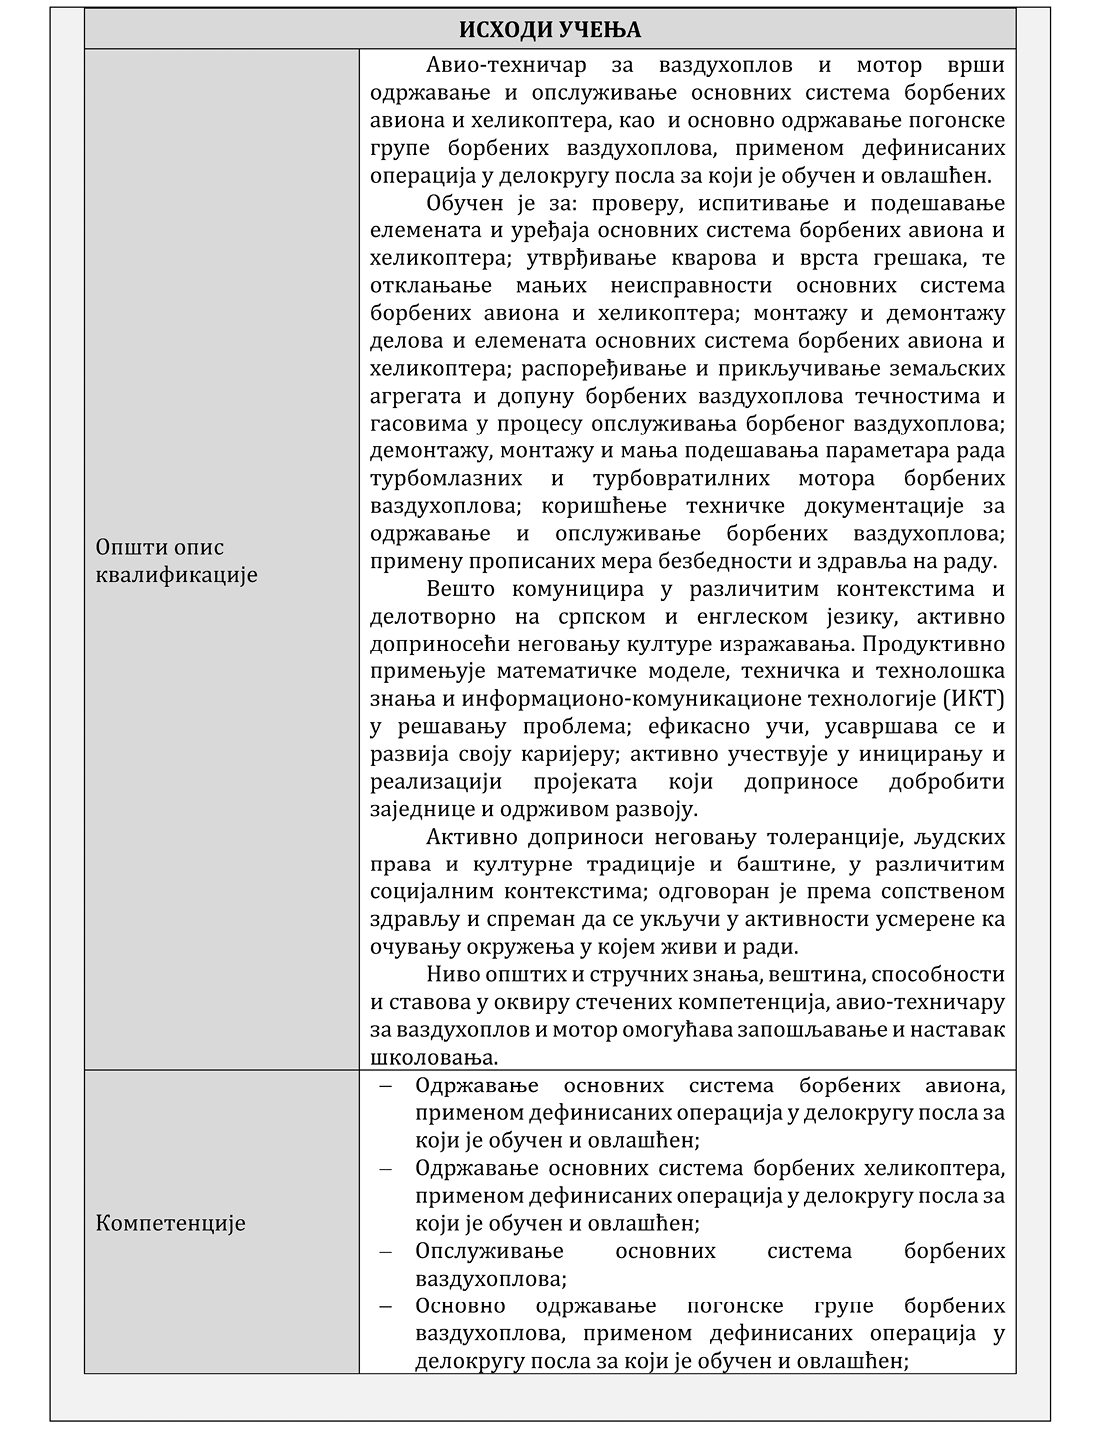 ИСХОДИ УЧЕЊА
Општи опис
квалификације
Авио-техничар за ваздухоплов и мотор врши
одржавање и опслуживање основних система борбених
авиона и хеликоптера, као и основно одржавање погонске
групе борбених ваздухоплова, применом дефинисаних
операција у делокругу посла за који је обучен и овлашћен.
Обучен је за: проверу, испитивање и подешавање
елемената и уређаја основних система борбених авиона и
хеликоптера; утврђивање кварова и врста грешака, те
отклањање мањих неисправности основних система
борбених авиона и хеликоптера; монтажу и демонтажу
делова и елемената основних система борбених авиона и
хеликоптера; распоређивање и прикључивање земаљских
агрегата и допуну борбених ваздухоплова течностима и
гасовима у процесу опслуживања борбеног ваздухоплова;
демонтажу, монтажу и мања подешавања параметара рада
турбомлазних и турбовратилних мотора борбених
ваздухоплова; коришћење техничке документације за
одржавање и опслуживање борбених ваздухоплова;
примену прописаних мера безбедности и здравља на раду.
Вешто комуницира у различитим контекстима и
делотворно на српском и енглеском језику, активно
доприносећи неговању културе изражавања. Продуктивно
примењује математичке моделе, техничка и технолошка
знања и информационо-комуникационе технологије (ИКТ)
у решавању проблема; ефикасно учи, усавршава се и
развија своју каријеру; активно учествује у иницирању и
реализацији пројеката који доприносе добробити
заједнице и одрживом развоју.
Активно доприноси неговању толеранције, људских
права и културне традиције и баштине, у различитим
социјалним контекстима; одговоран је према сопственом
здрављу и спреман да се укључи у активности усмерене ка
очувању окружења у којем живи и ради.
Ниво општих и стручних знања, вештина, способности
и ставова у оквиру стечених компетенција, авио-техничару
за ваздухоплов и мотор омогућава запошљавање и наставак
школовања.
Компетенције
– Одржавање основних система борбених авиона,
применом дефинисаних операција у делокругу посла за
који је обучен и овлашћен;
– Одржавање основних система борбених хеликоптера,
применом дефинисаних операција у делокругу посла за
који је обучен и овлашћен;
– Опслуживање основних система борбених
ваздухоплова;
– Основно одржавање погонске групе борбених
ваздухоплова, применом дефинисаних операција у
делокругу посла за који је обучен и овлашћен;